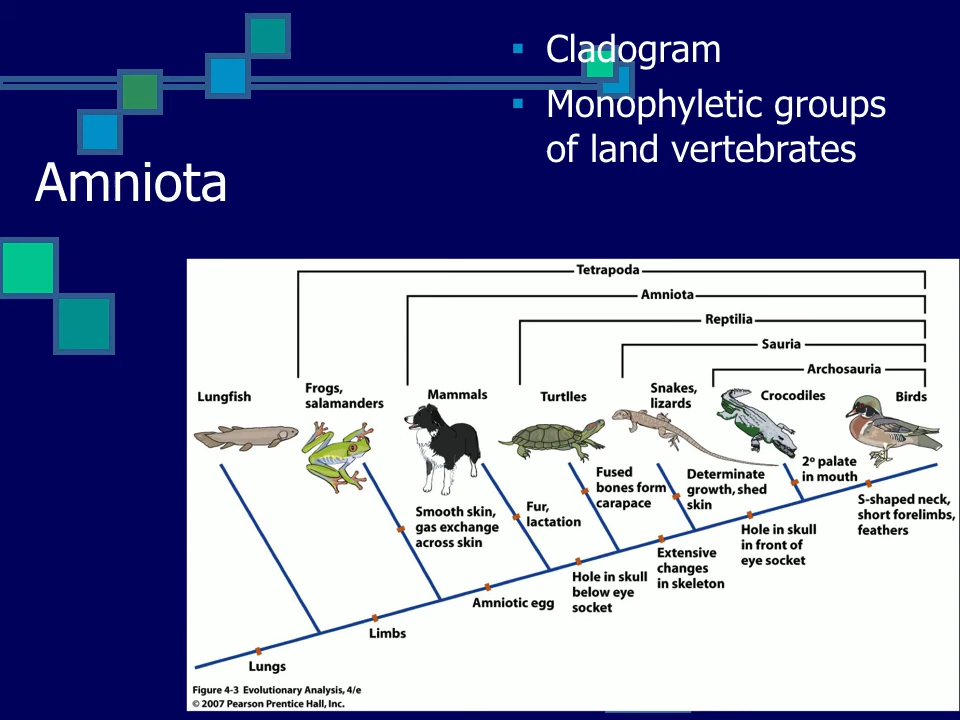 Cladogram
Monophyletic groups
of land vertebrates
Amniota
Tetrapoda
Amniota
Reptilia
Sauria
Archosauria
Lungfish
Frogs,
salamanders
Mammals
Turtlles
Snakes,
lizards
Crocodiles
Birds
Smooth skin,
gas exchange
across skin
Fur,
lactation
Fused
bones form
carapace
Determinate
growth, shed
skin
2º palate
in mouth
S-shaped neck,
short forelimbs,
feathers
Hole in skull
in front of
eye socket
Extensive
changes
in skeleton
Hole in skull
below eye
socket
Amniotic egg
Limbs
Lungs
Figure 4-3 Evolutionary Analysis, 4/e
© 2007 Pearson Prentice Hall, Inc.